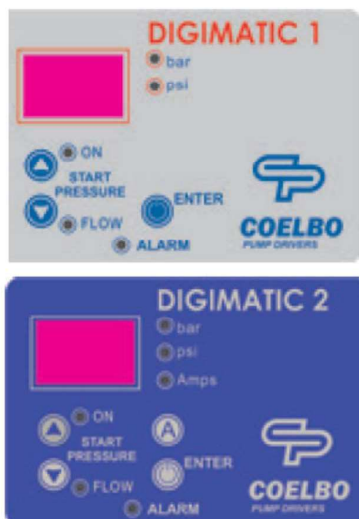 DIGIMATIC 1
bar
psi
ON
START
PRESSURE
ENTER
FLOW
ALARM
COELBO
PUMP DRIVERS
DIGIMATIC 2
bar
psi
Amps
ON
A
START
PRESSURE
ENTER
FLOW
ALARM
COELBO
PUMP DRIVERS